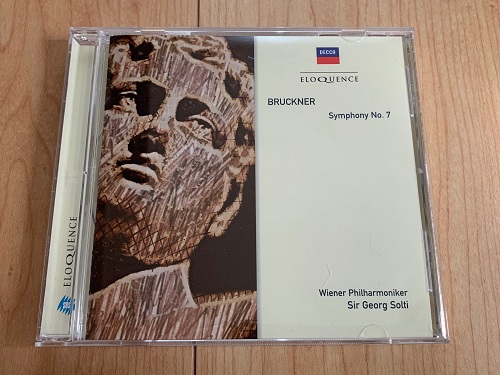 DECCA
ELOQUENCE
BRUCKNER
Symphony No. 7
Wiener Philharmoniker
Sir Georg Solti
ELOQUENCE